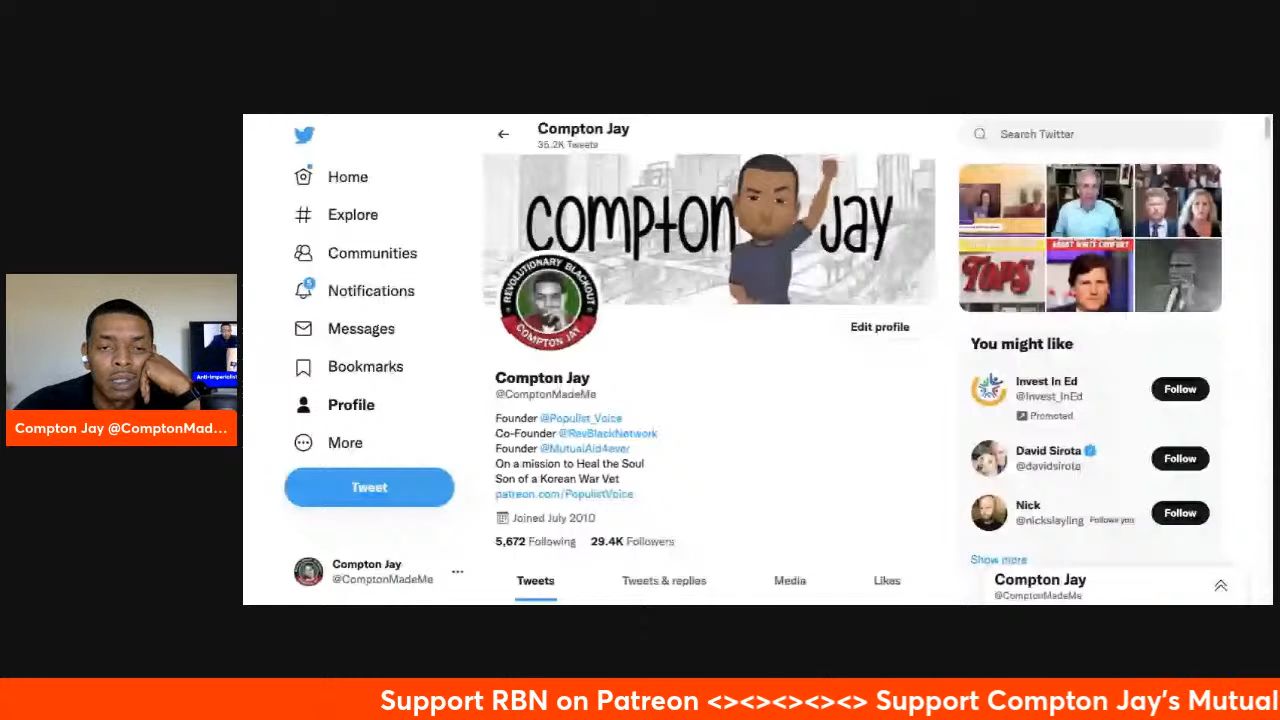 Compton Jay
36.2K Tweets
Search Twitter
Home
Explore
Communities
5
Notifications
Messages
Bookmarks
Profile
More
Tweet
Compton Jay
@ComptonMadeMe
compton jay
REVOLUTIONARY BLACKOUT
COMPTON JAY
Edit profile
Compton Jay
@ComptonMadeMe
Founder @Populist_Voice
Co-Founder @RevBlackNetwork
Founder @MutualAid4ever
On a mission to Heal the Soul
Son of a Korean War Vet
patreon.com/PopulistVoice
Joined July 2010
5,672 Following 29.4K Followers
Tweets Tweets & replies Media Likes
TOPS
You might like
Invest In Ed
@Invest_InEd
Promoted
Follow
David Sirota
@davidsirota
Follow
Nick
@nickslayling Follows you
Follow
Show more
Compton Jay
@ComptonMadeMe
Anti-Imperialist
Compton Jay @ComptonMad...
Support RBN on Patreon <><><><><> Support Compton Jay's Mutual